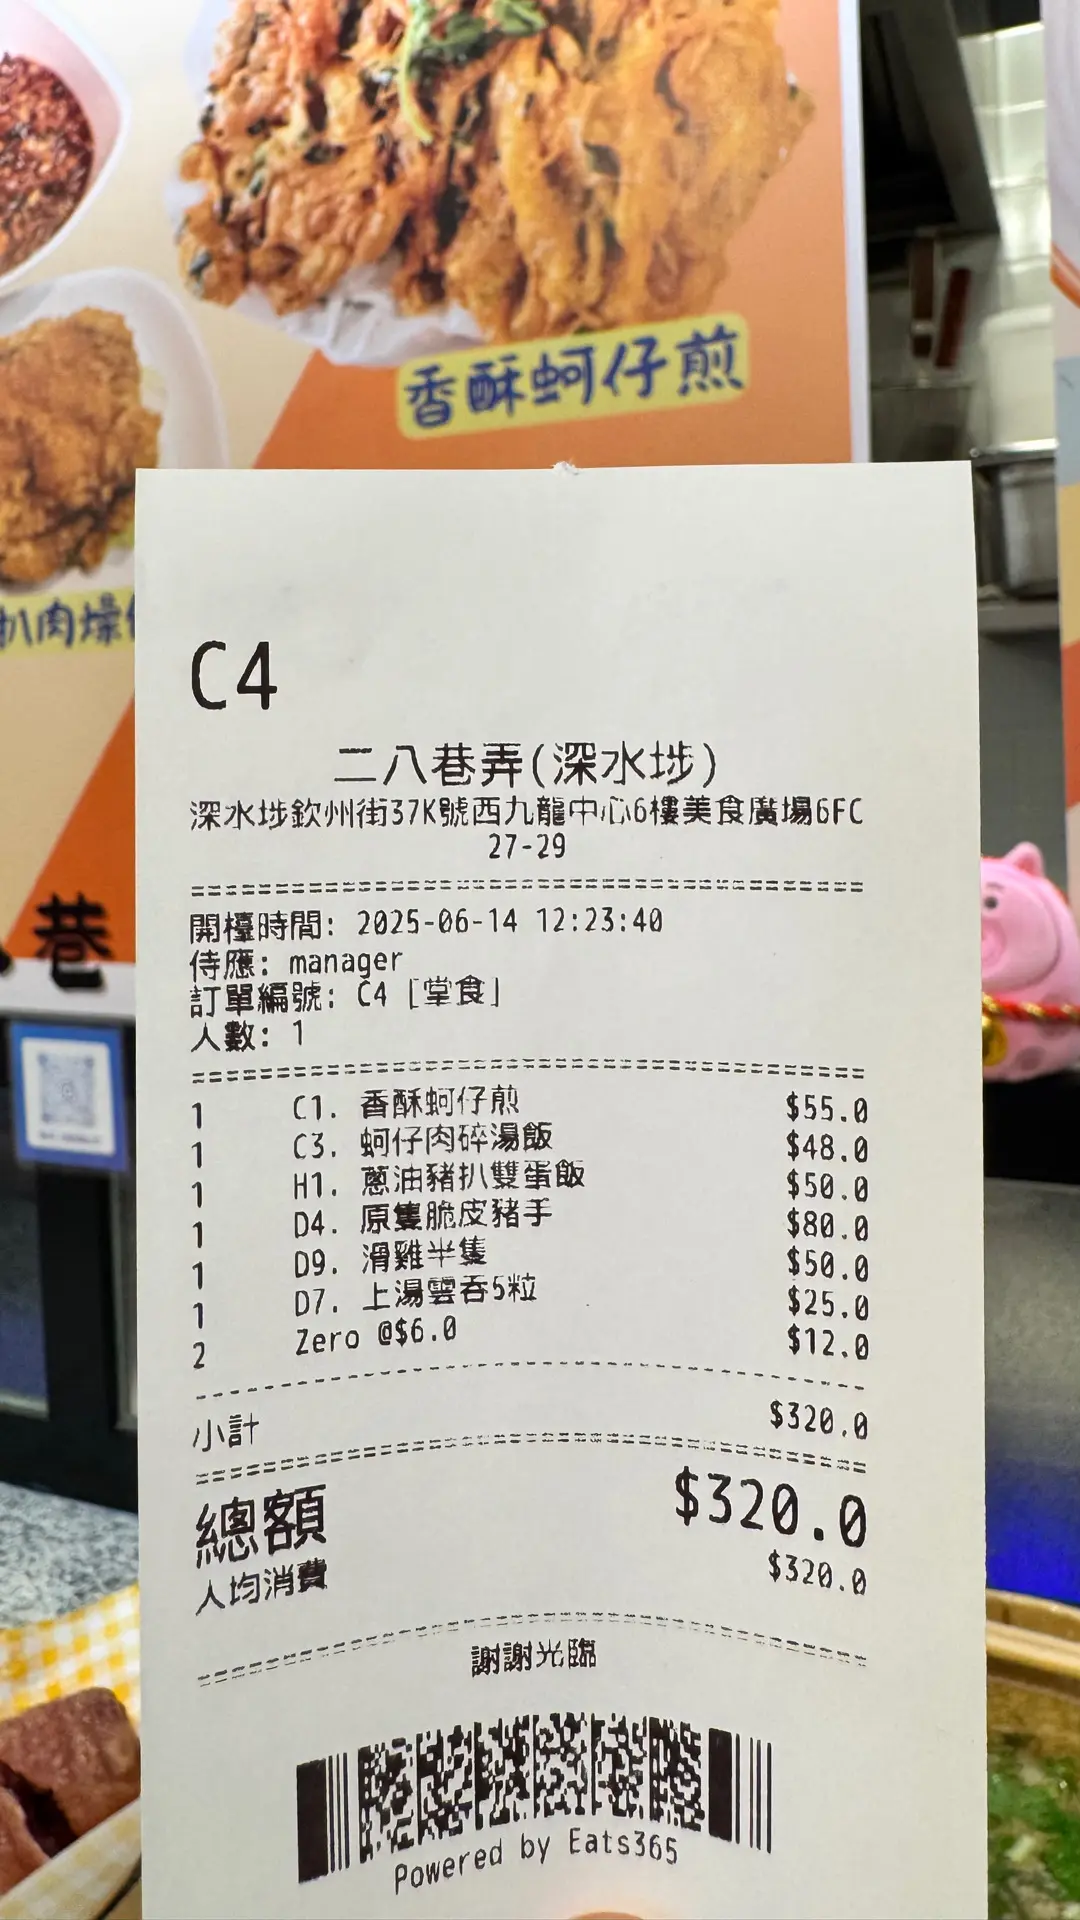 香酥蚵仔煎
扒肉燥
巷
C4
二八巷弄(深水埗)
深水埗欽州街37K號西九龍中心6樓美食廣場6FC
27-29
開檯時間: 2025-06-14 12:23:40
侍應: manager
訂單編號: C4 [堂食]
人數: 1
1 C1. 香酥蚵仔煎 $55.0
1 C3. 蚵仔肉碎湯飯 $48.0
1 H1. 蔥油豬扒雙蛋飯 $50.0
1 D4. 原隻脆皮豬手 $80.0
1 D9. 滑雞半隻 $50.0
1 D7. 上湯雲吞5粒 $25.0
2 Zero @$6.0 $12.0
小計 $320.0
總額 $320.0
人均消費 $320.0
謝謝光臨
Powered by Eats365